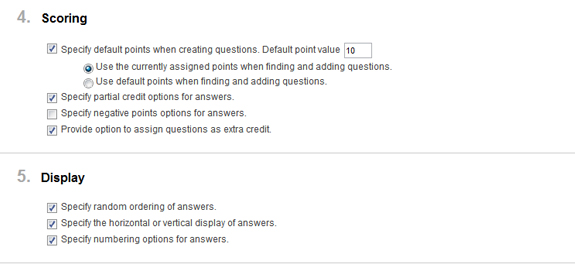 4. Scoring
Specify default points when creating questions. Default point value 10
Use the currently assigned points when finding and adding questions.
Use default points when finding and adding questions.
Specify partial credit options for answers.
Specify negative points options for answers.
Provide option to assign questions as extra credit.
5. Display
Specify random ordering of answers.
Specify the horizontal or vertical display of answers.
Specify numbering options for answers.